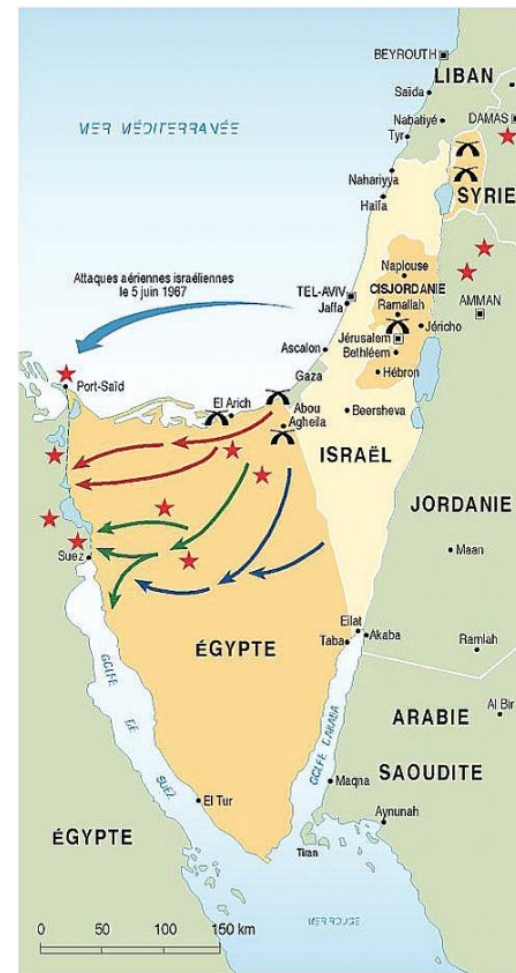 BEYROUTH
LIBAN
Saïda
MER MÉDITERRANÉE
Nabatiyé
DAMAS
Tyr
Nahariyya
SYRIE
Haïfa
Naplouse
Attaques aériennes israéliennes
le 5 juin 1967
TEL-AVIV
CISJORDANIE
Jaffa
Ramallah
AMMAN
Jéricho
Jérusalem
Ascalon
Bethléem
Port-Saïd
Gaza
Hébron
El Arich
Abou
Agheila
Beersheva
ISRAËL
JORDANIE
Suez
Maan
Eilat
Taba
Akaba
ÉGYPTE
Ramlah
GOLFE DE SUEZ
GOLFE D'AKABA
ARABIE
Al Bir
SAOUDITE
Maqna
El Tur
Aynunah
ÉGYPTE
Tiran
MER ROUGE
0 50 100 150 km